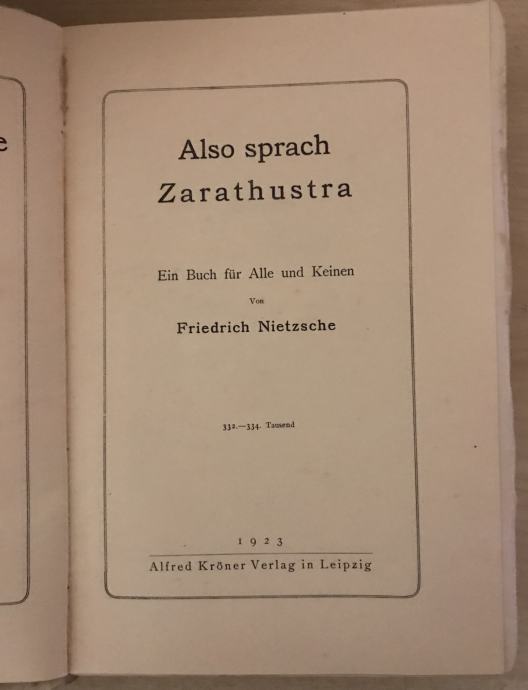 Also sprach
Zarathustra
Ein Buch für Alle und Keinen
Von
Friedrich Nietzsche
332.—334. Tausend
1923
Alfred Kröner Verlag in Leipzig